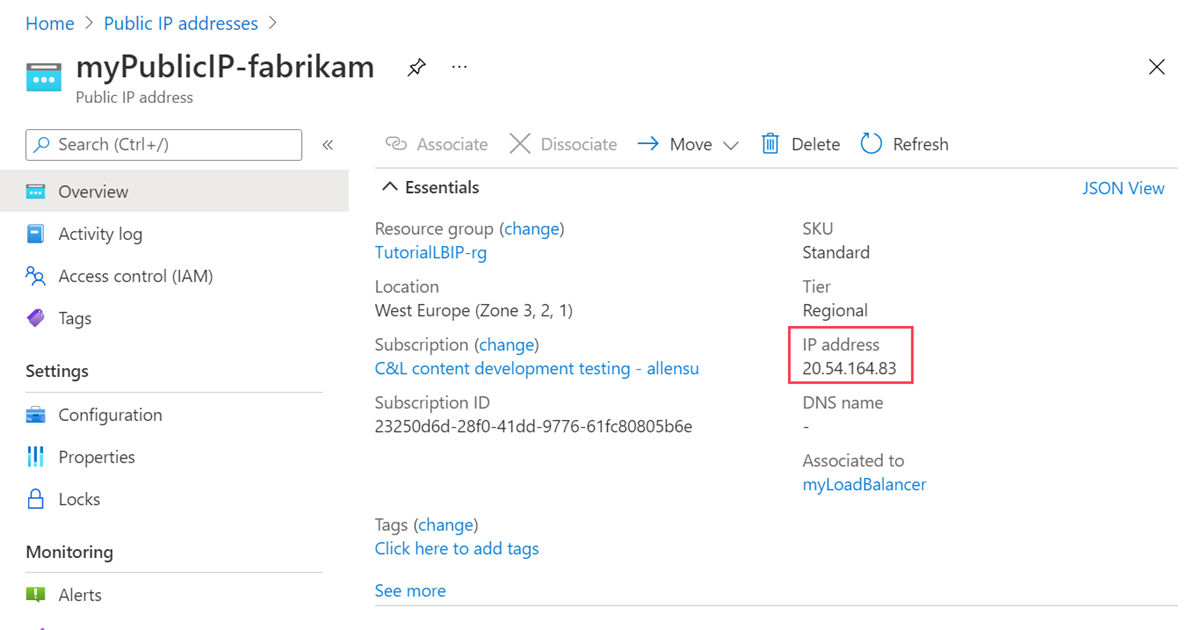 Home > Public IP addresses >
myPublicIP-fabrikam ...
Public IP address
Search (Ctrl+/) «
Overview
Activity log
Access control (IAM)
Tags
Settings
Configuration
Properties
Locks
Monitoring
Alerts
Associate Dissociate Move Delete Refresh
Essentials JSON View
Resource group (change)
TutorialLBIP-rg
Location
West Europe (Zone 3, 2, 1)
Subscription (change)
C&L content development testing - allensu
Subscription ID
23250d6d-28f0-41dd-9776-61fc80805b6e
SKU
Standard
Tier
Regional
IP address
20.54.164.83
DNS name
-
Associated to
myLoadBalancer
Tags (change)
Click here to add tags
See more